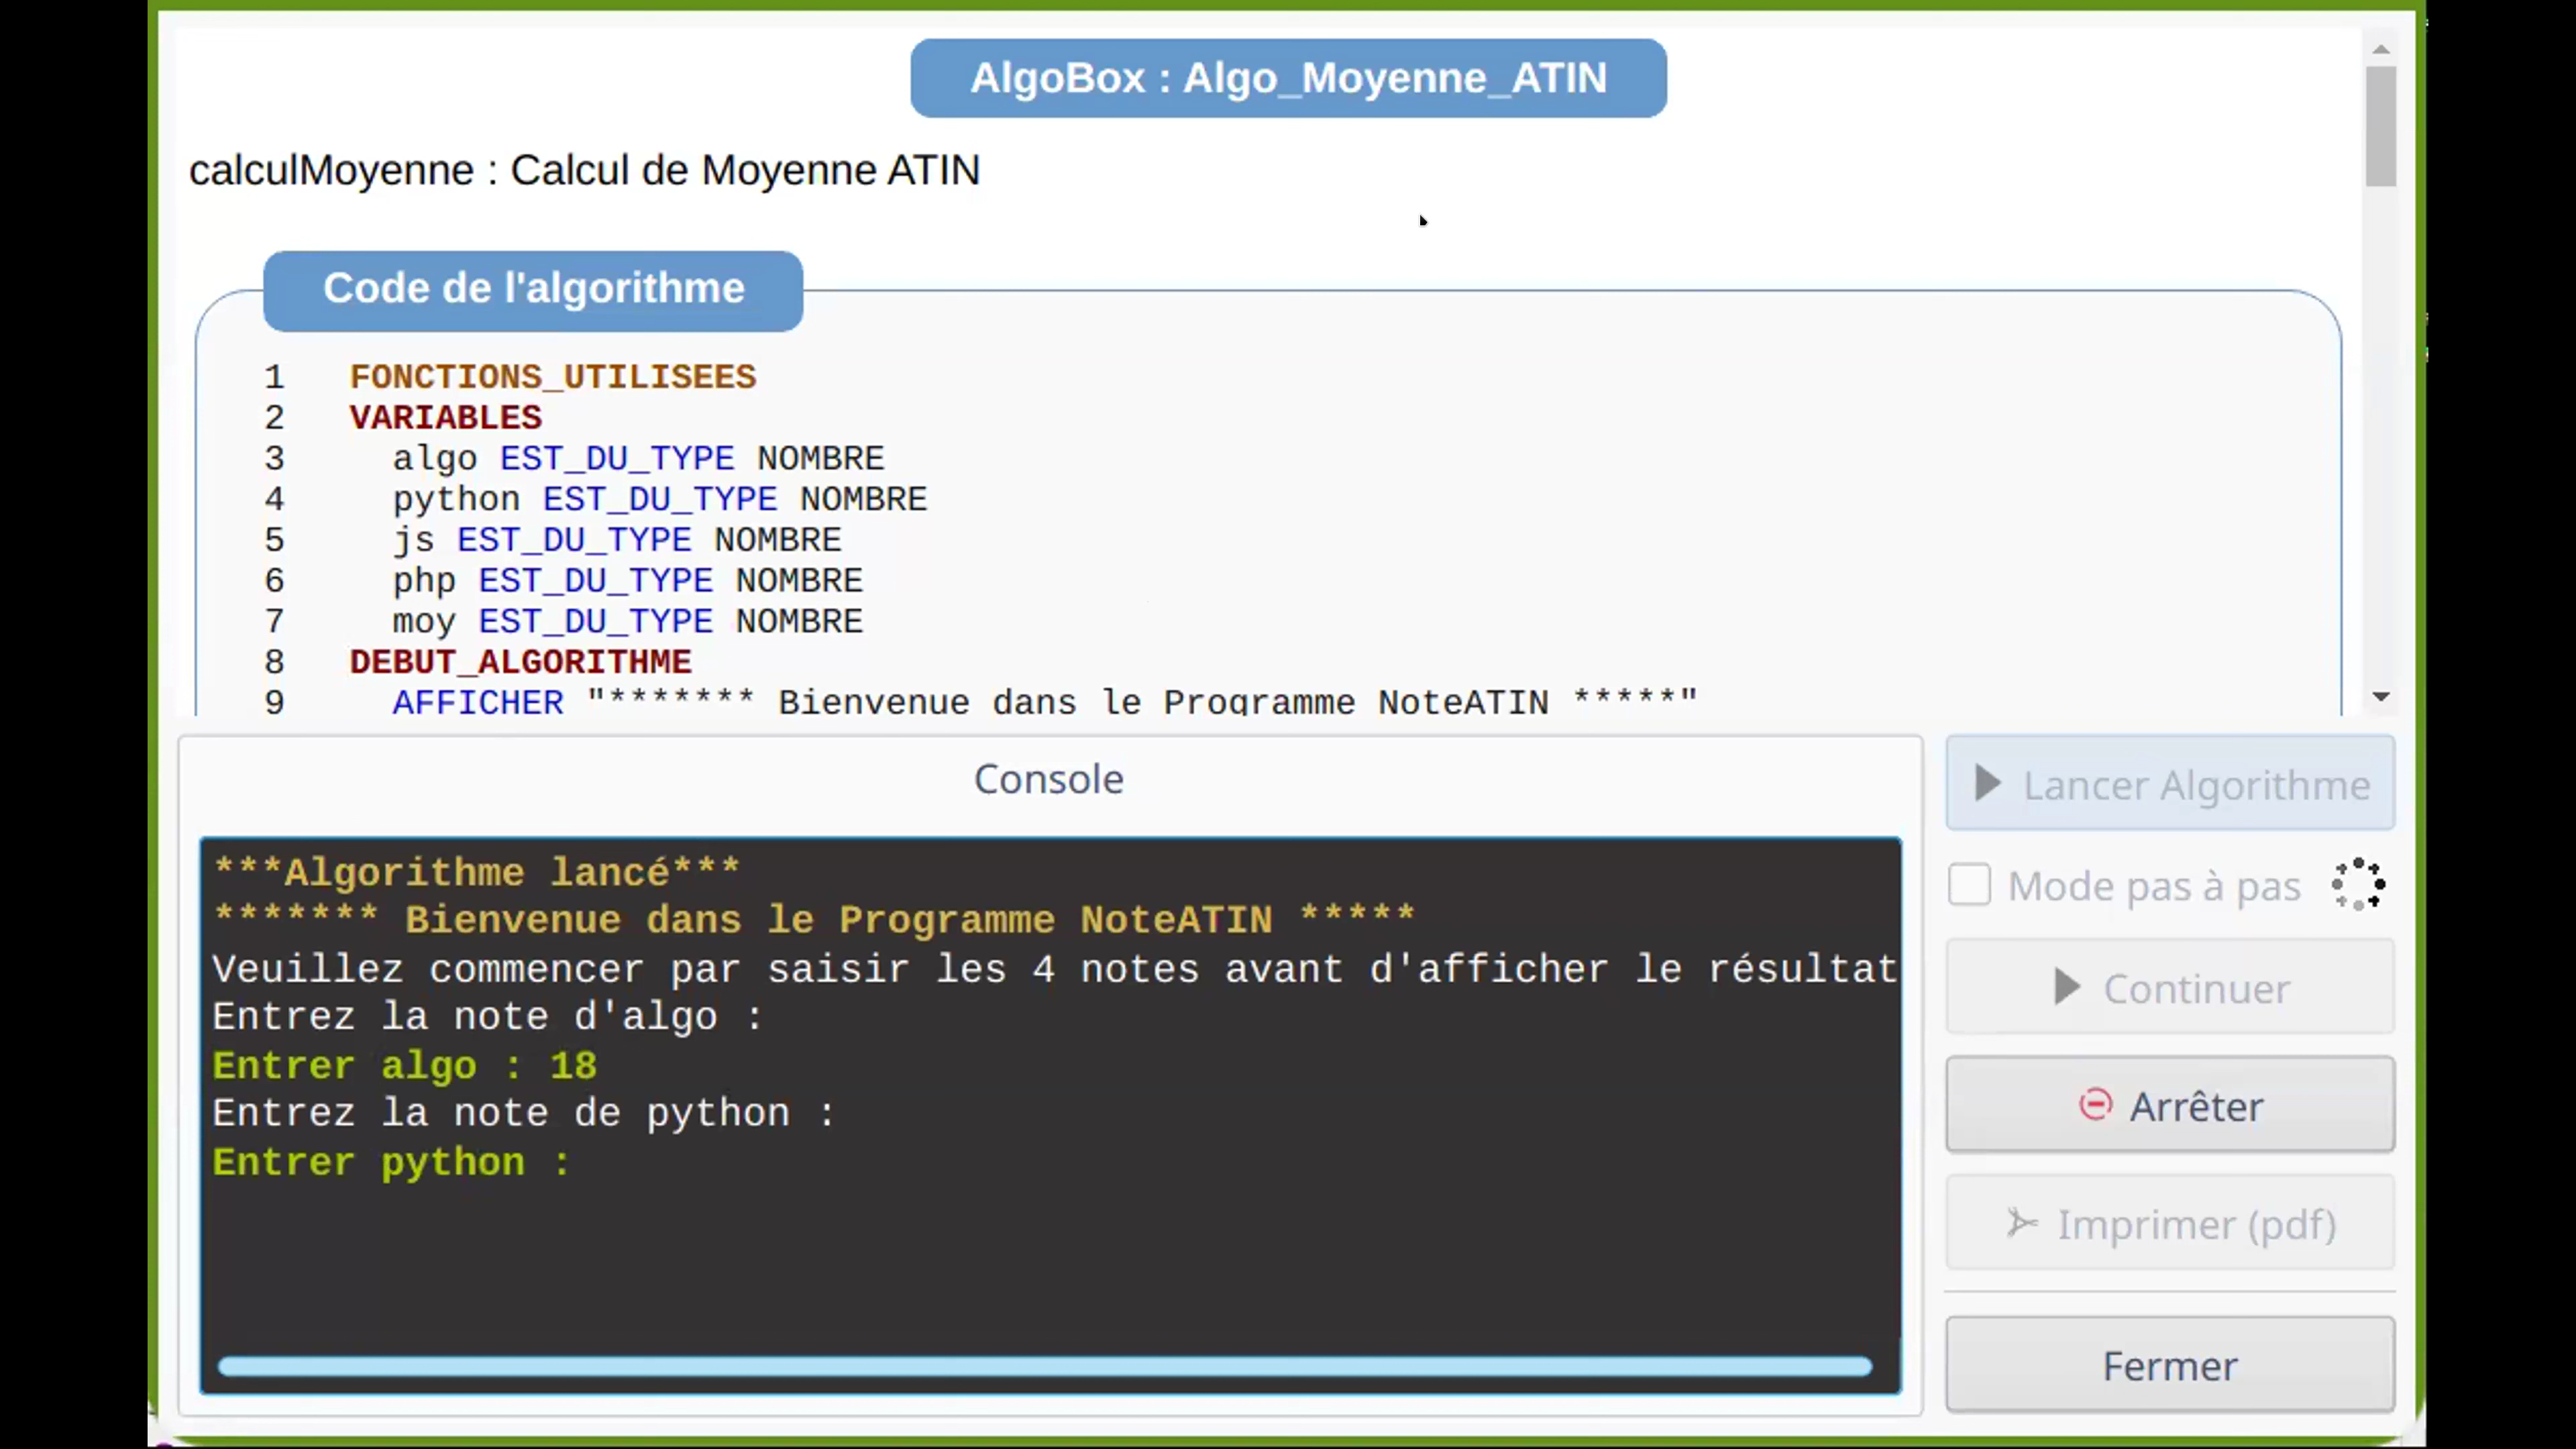 AlgoBox : Algo_Moyenne_ATIN
calculMoyenne : Calcul de Moyenne ATIN
Code de l'algorithme
1 FONCTIONS_UTILISEES
2 VARIABLES
3 algo EST_DU_TYPE NOMBRE
4 python EST_DU_TYPE NOMBRE
5 js EST_DU_TYPE NOMBRE
6 php EST_DU_TYPE NOMBRE
7 moy EST_DU_TYPE NOMBRE
8 DEBUT_ALGORITHME
9 AFFICHER "******* Bienvenue dans le Programme NoteATIN *****"
Console
***Algorithme lancé***
******* Bienvenue dans le Programme NoteATIN *****
Veuillez commencer par saisir les 4 notes avant d'afficher le résultat
Entrez la note d'algo :
Entrer algo : 18
Entrez la note de python :
Entrer python :
Lancer Algorithme
Mode pas à pas
Continuer
Arrêter
Imprimer (pdf)
Fermer